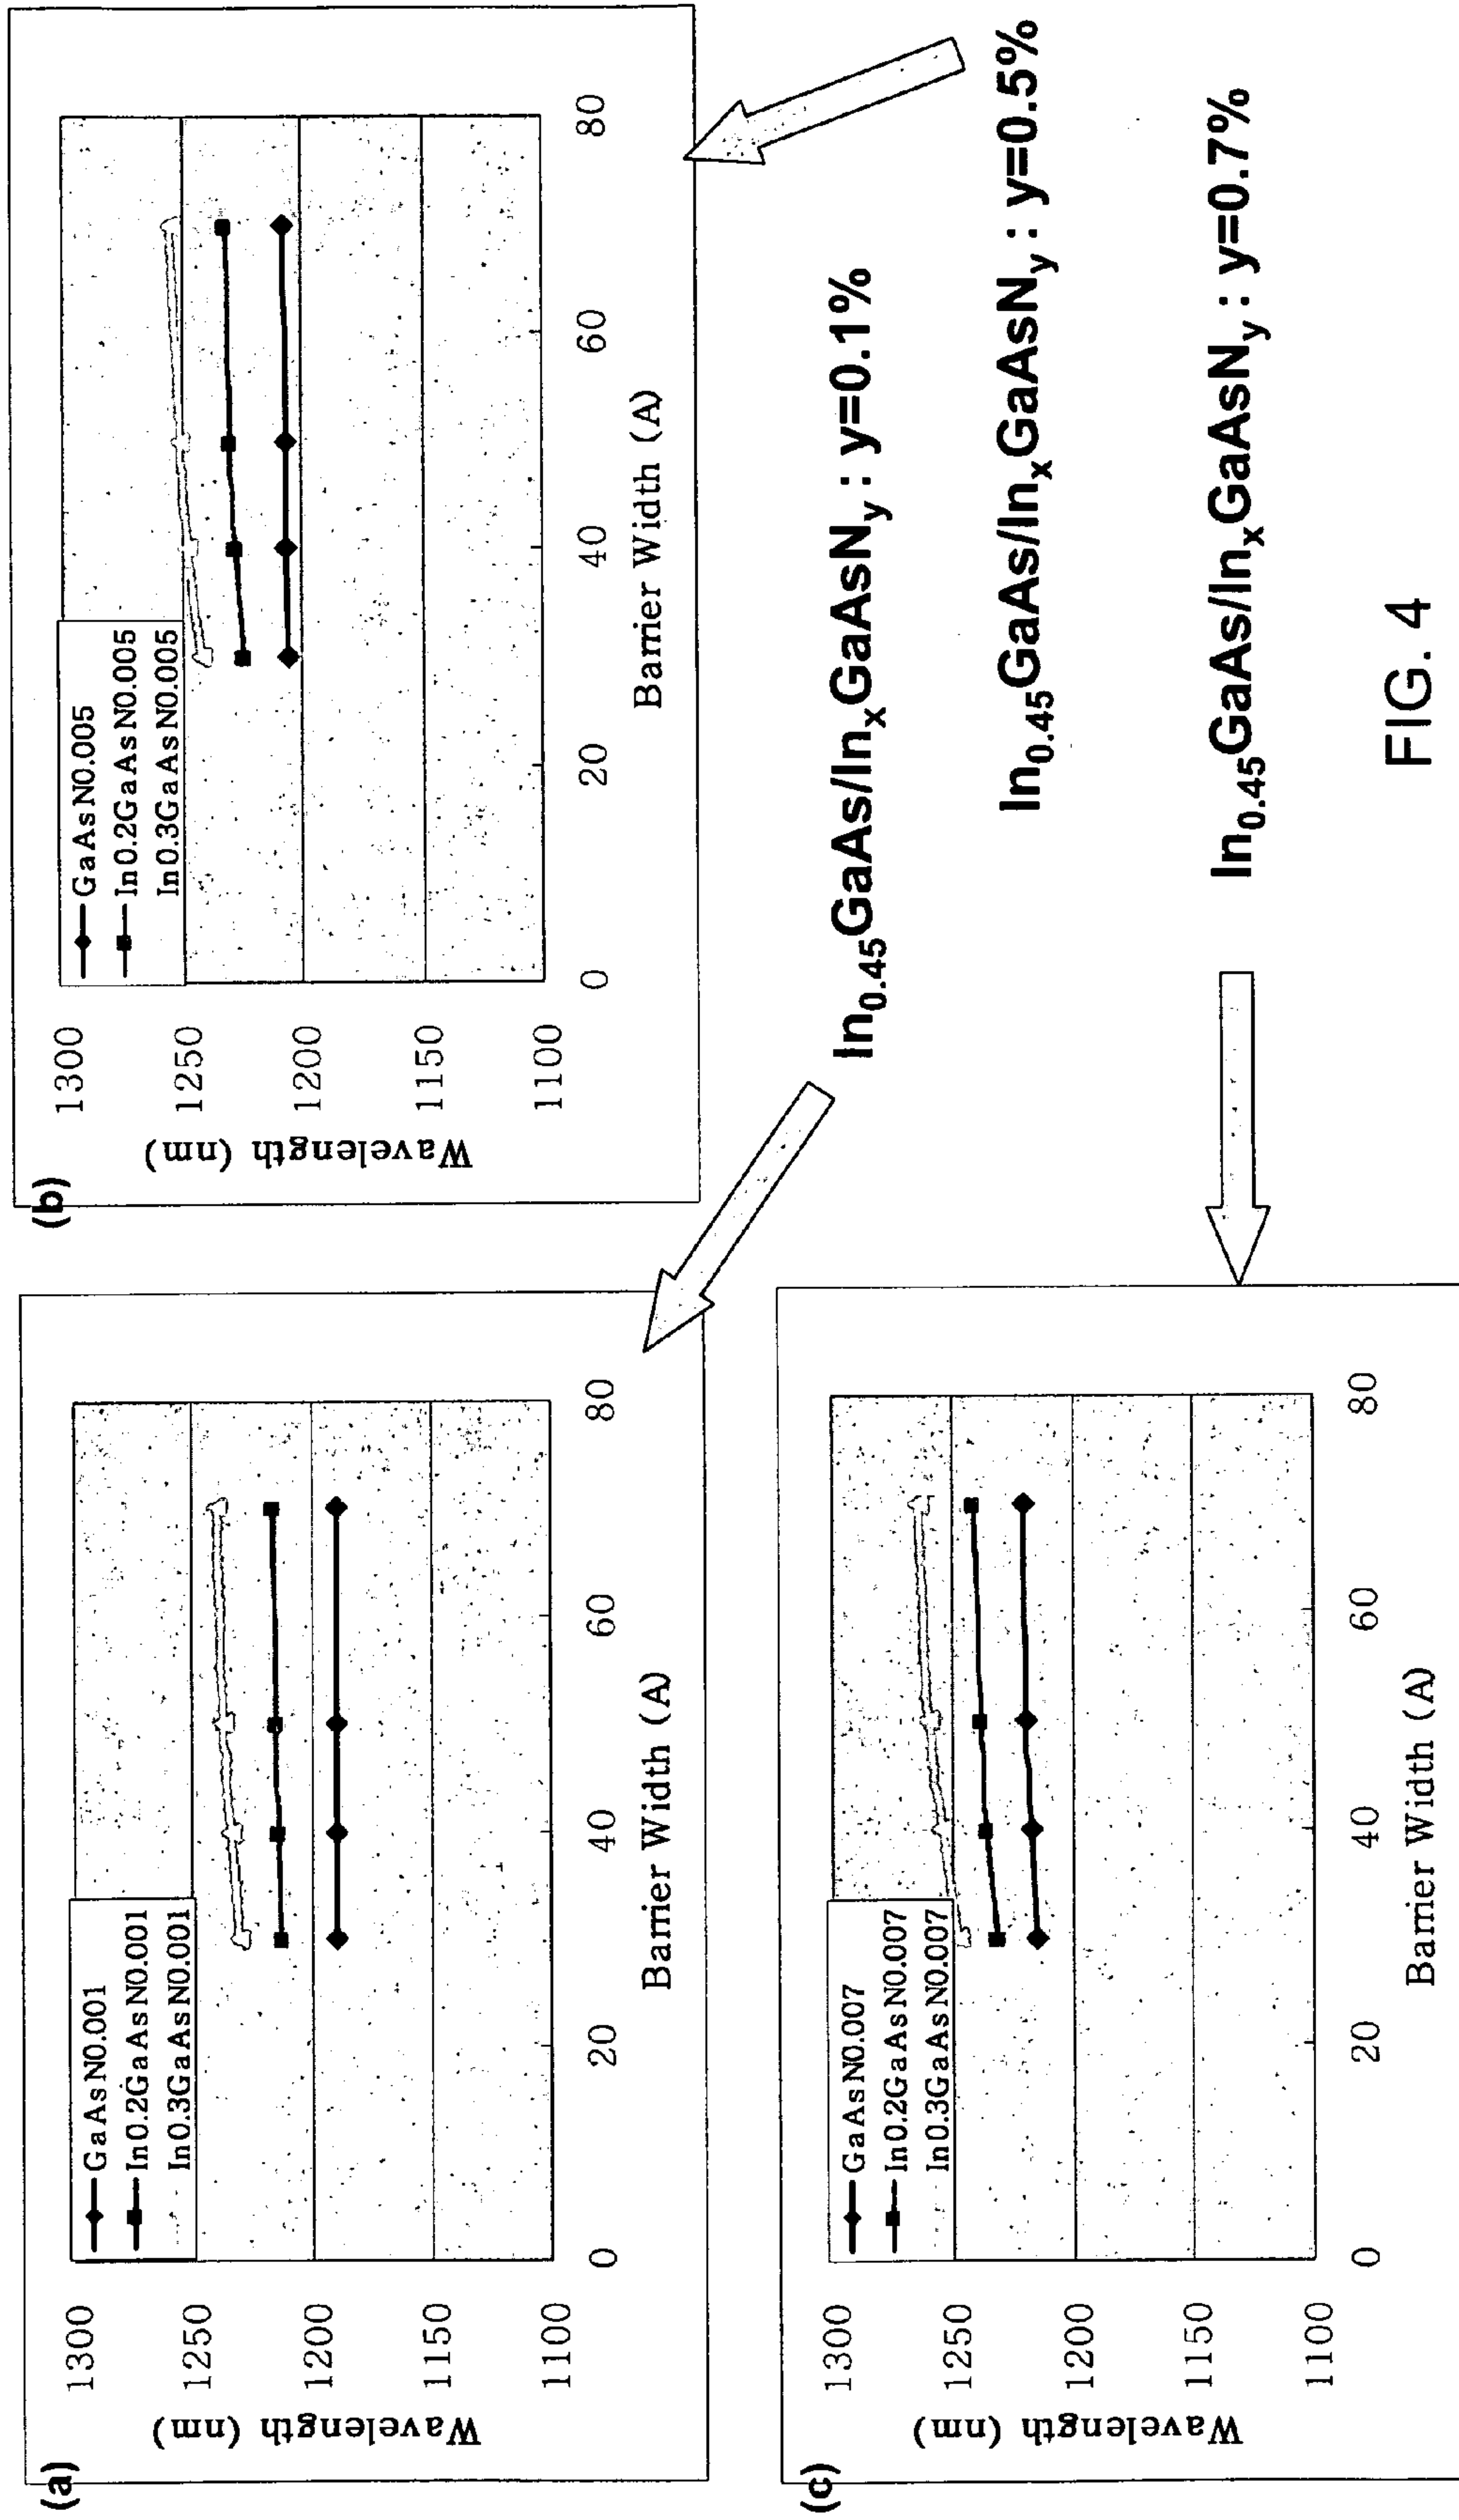 (a)
GaAsN0.001
In0.2GaAsN0.001
In0.3GaAsN0.001
1300
1250
1200
1150
1100
Wavelength (nm)
0 20 40 60 80
Barrier Width (A)
(b)
GaAsN0.005
In0.2GaAsN0.005
In0.3GaAsN0.005
1300
1250
1200
1150
1100
Wavelength (nm)
0 20 40 60 80
Barrier Width (A)
(c)
GaAsN0.007
In0.2GaAsN0.007
In0.3GaAsN0.007
1300
1250
1200
1150
1100
Wavelength (nm)
0 20 40 60 80
Barrier Width (A)
In0.45GaAs/InxGaAsNy : y=0.1%
In0.45GaAs/InxGaAsNy : y=0.5%
In0.45GaAs/InxGaAsNy : y=0.7%
FIG. 4